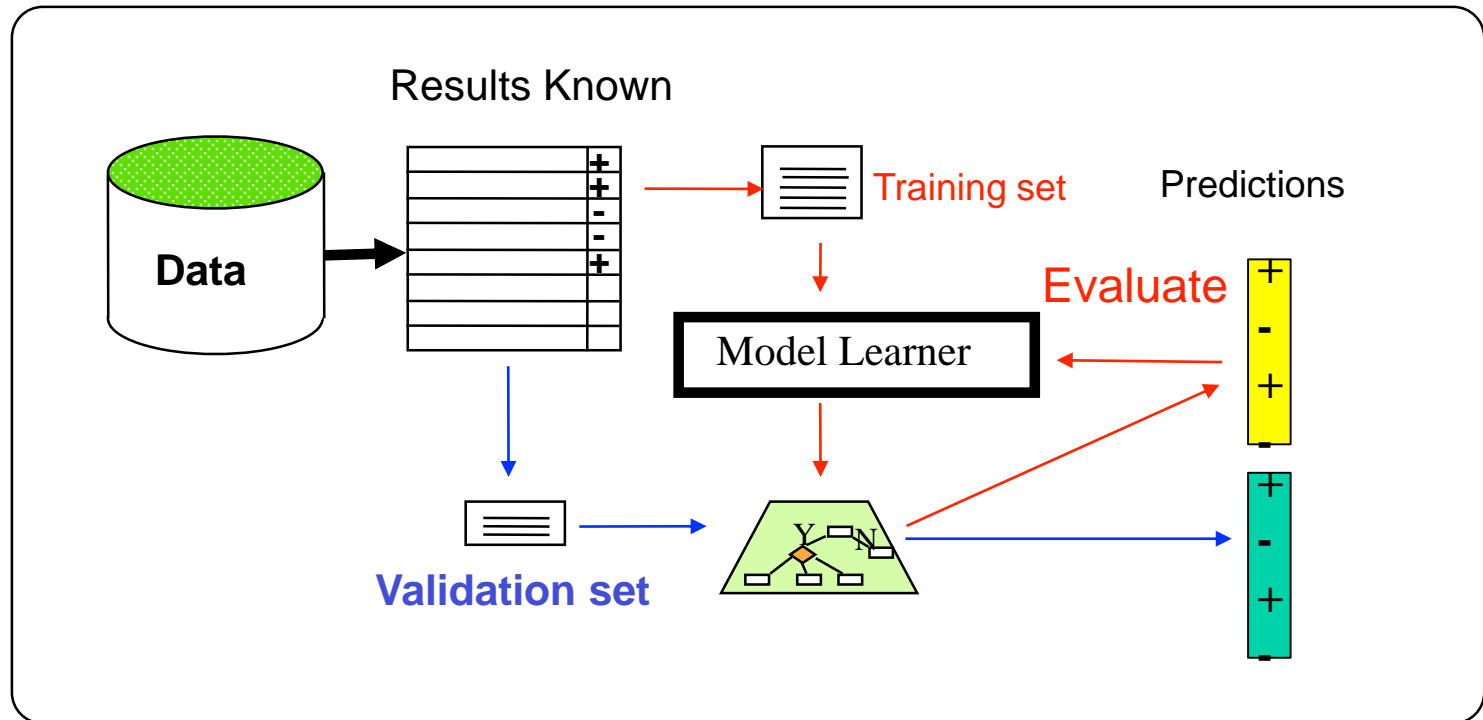 Results Known
+
+
-
-
+
Data
Training set
Predictions
Evaluate
Model Learner
+
-
+
-
Validation set
Y
N
+
-
+
-